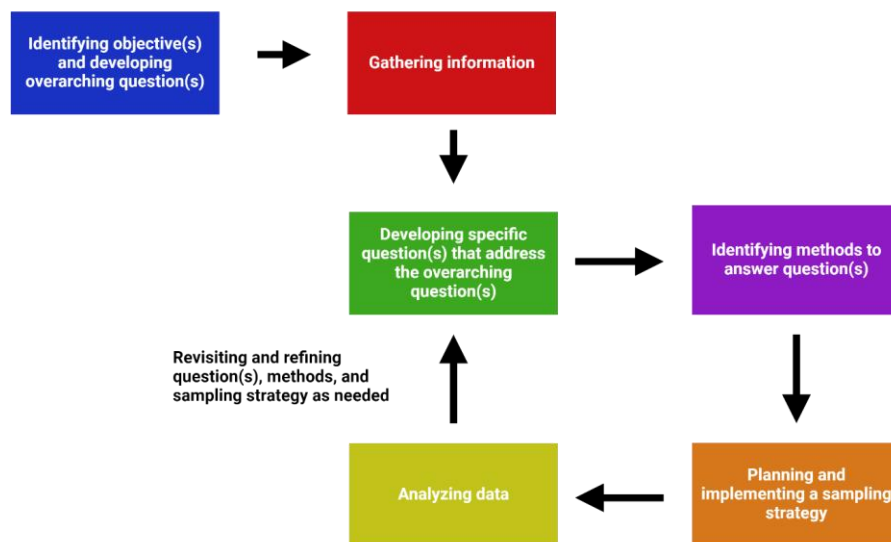 Identifying objective(s)
and developing
overarching question(s)
Gathering information
Developing specific
question(s) that address
the overarching
question(s)
Identifying methods to
answer question(s)
Revisiting and refining
question(s), methods, and
sampling strategy as needed
Analyzing data
Planning and
implementing a sampling
strategy